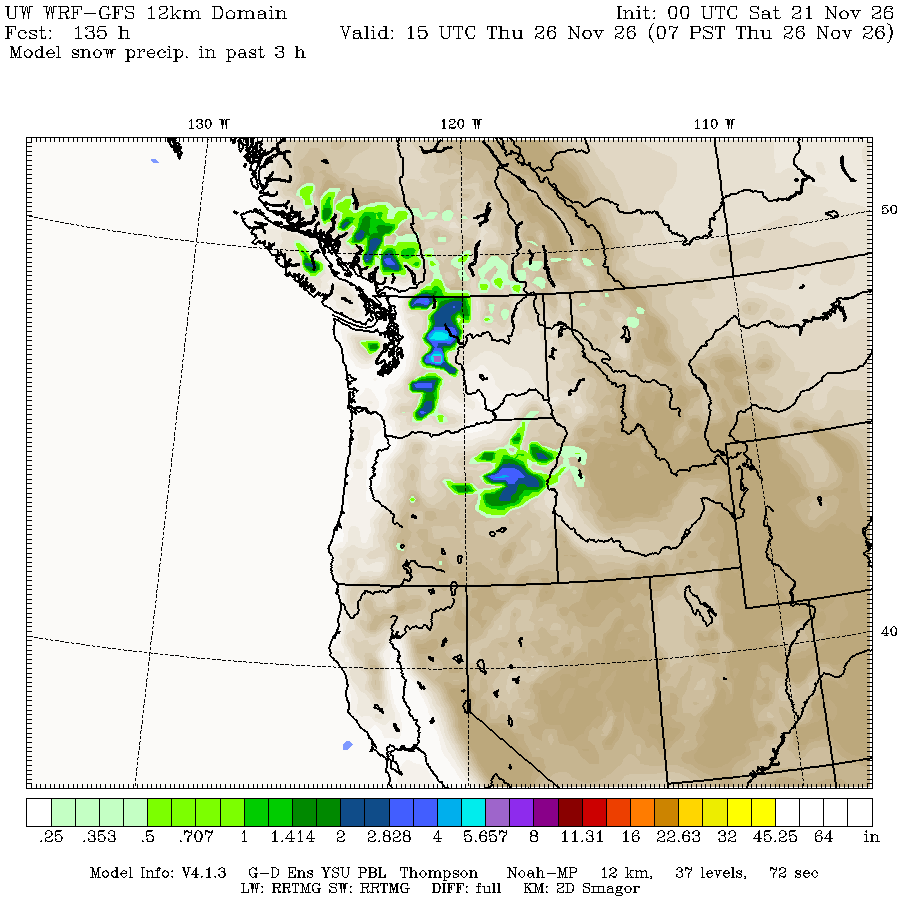 UW WRF-GFS 12km Domain Init: 00 UTC Sat 21 Nov 26
Fcst: 135 h Valid: 15 UTC Thu 26 Nov 26 (07 PST Thu 26 Nov 26)
Model snow precip. in past 3 h
130 W 120 W 110 W
50
40
.25 .353 .5 .707 1 1.414 2 2.828 4 5.657 8 11.31 16 22.63 32 45.25 64 in
Model Info: V4.1.3 G-D Ens YSU PBL Thompson Noah-MP 12 km, 37 levels, 72 sec
LW: RRTMG SW: RRTMG DIFF: full KM: 2D Smagor